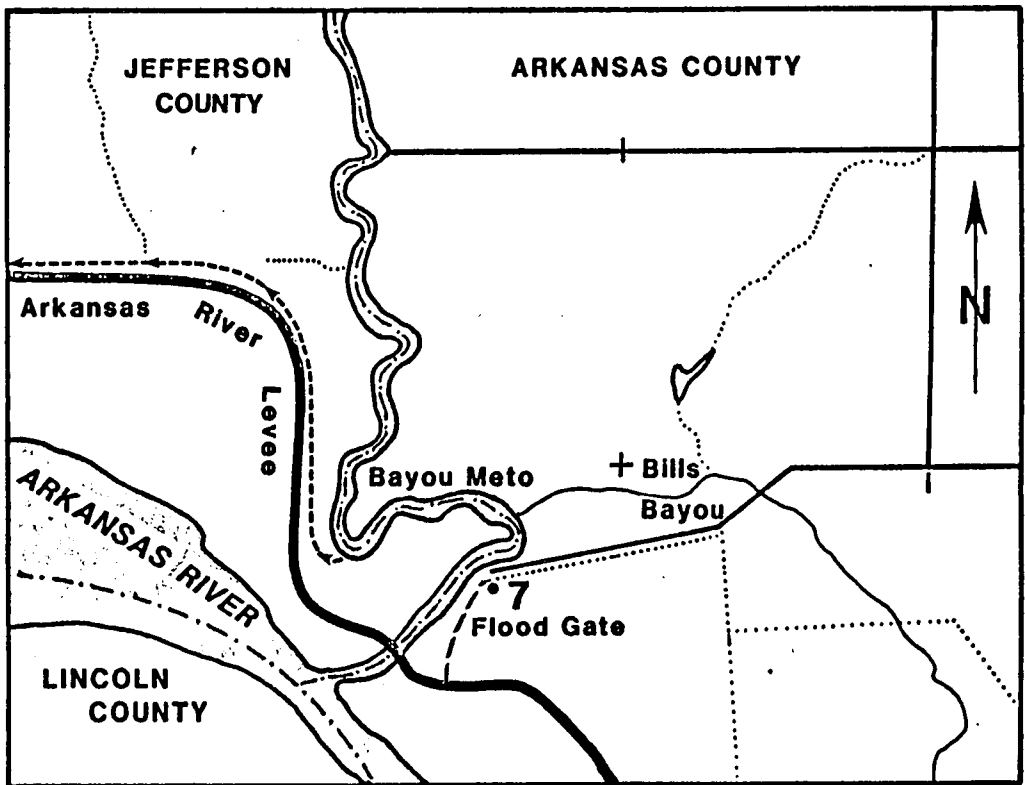 JEFFERSON
COUNTY
ARKANSAS COUNTY
N
Arkansas
River
Levee
Bayou Meto
Bills
Bayou
ARKANSAS RIVER
7
Flood Gate
LINCOLN
COUNTY